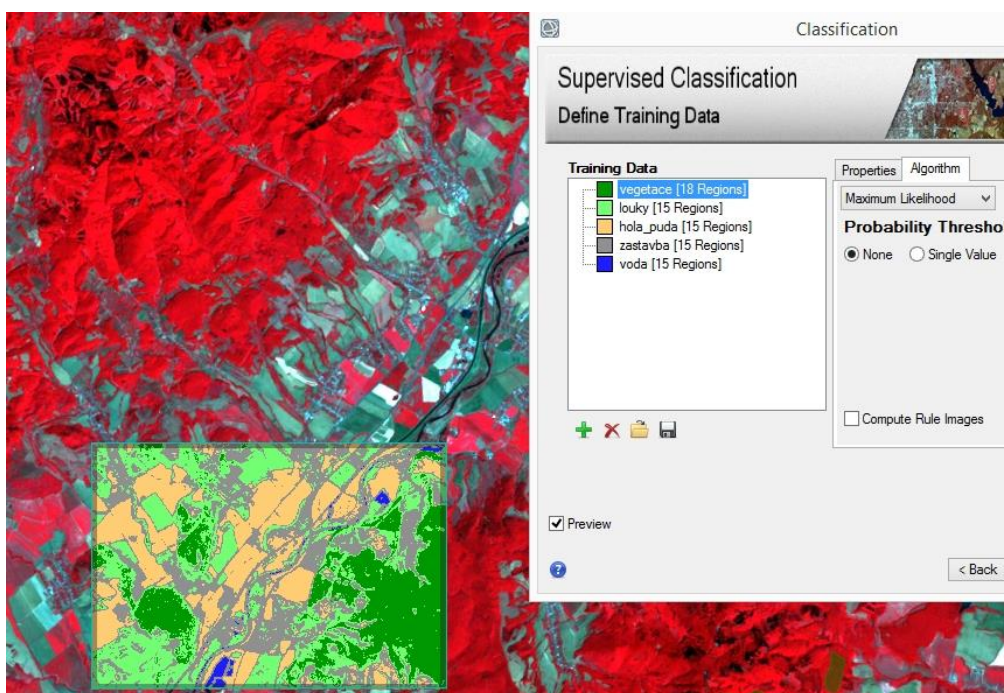 Classification
Supervised Classification
Define Training Data
Training Data
vegetace [18 Regions]
louky [15 Regions]
hola_puda [15 Regions]
zastavba [15 Regions]
voda [15 Regions]
Properties
Algorithm
Maximum Likelihood
Probability Thresho
None
Single Value
Compute Rule Images
Preview
< Back